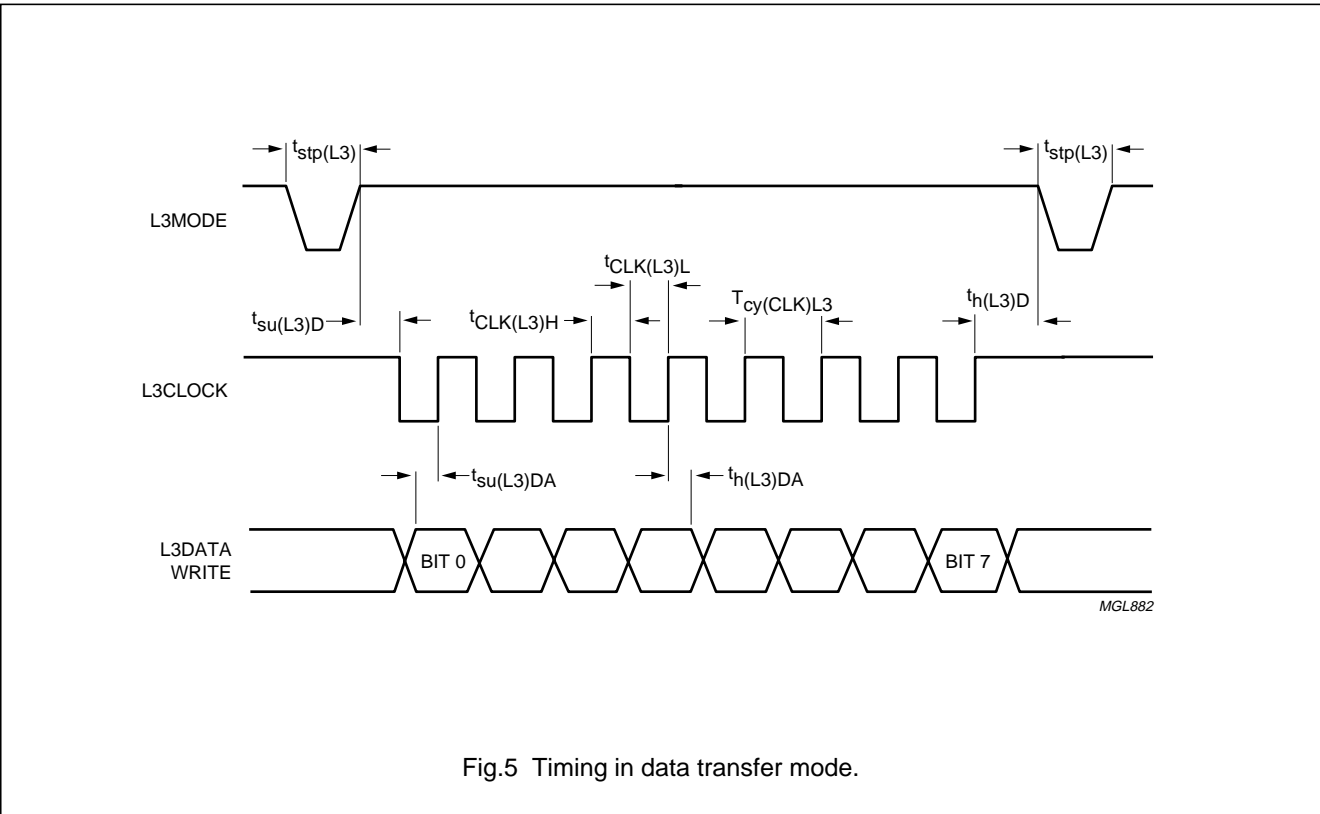 tstp(L3)
tstp(L3)
L3MODE
tCLK(L3)L
tsu(L3)D
tCLK(L3)H
Tcy(CLK)L3
th(L3)D
L3CLOCK
tsu(L3)DA
th(L3)DA
L3DATA
WRITE
BIT 0
BIT 7
MGL882
Fig.5 Timing in data transfer mode.